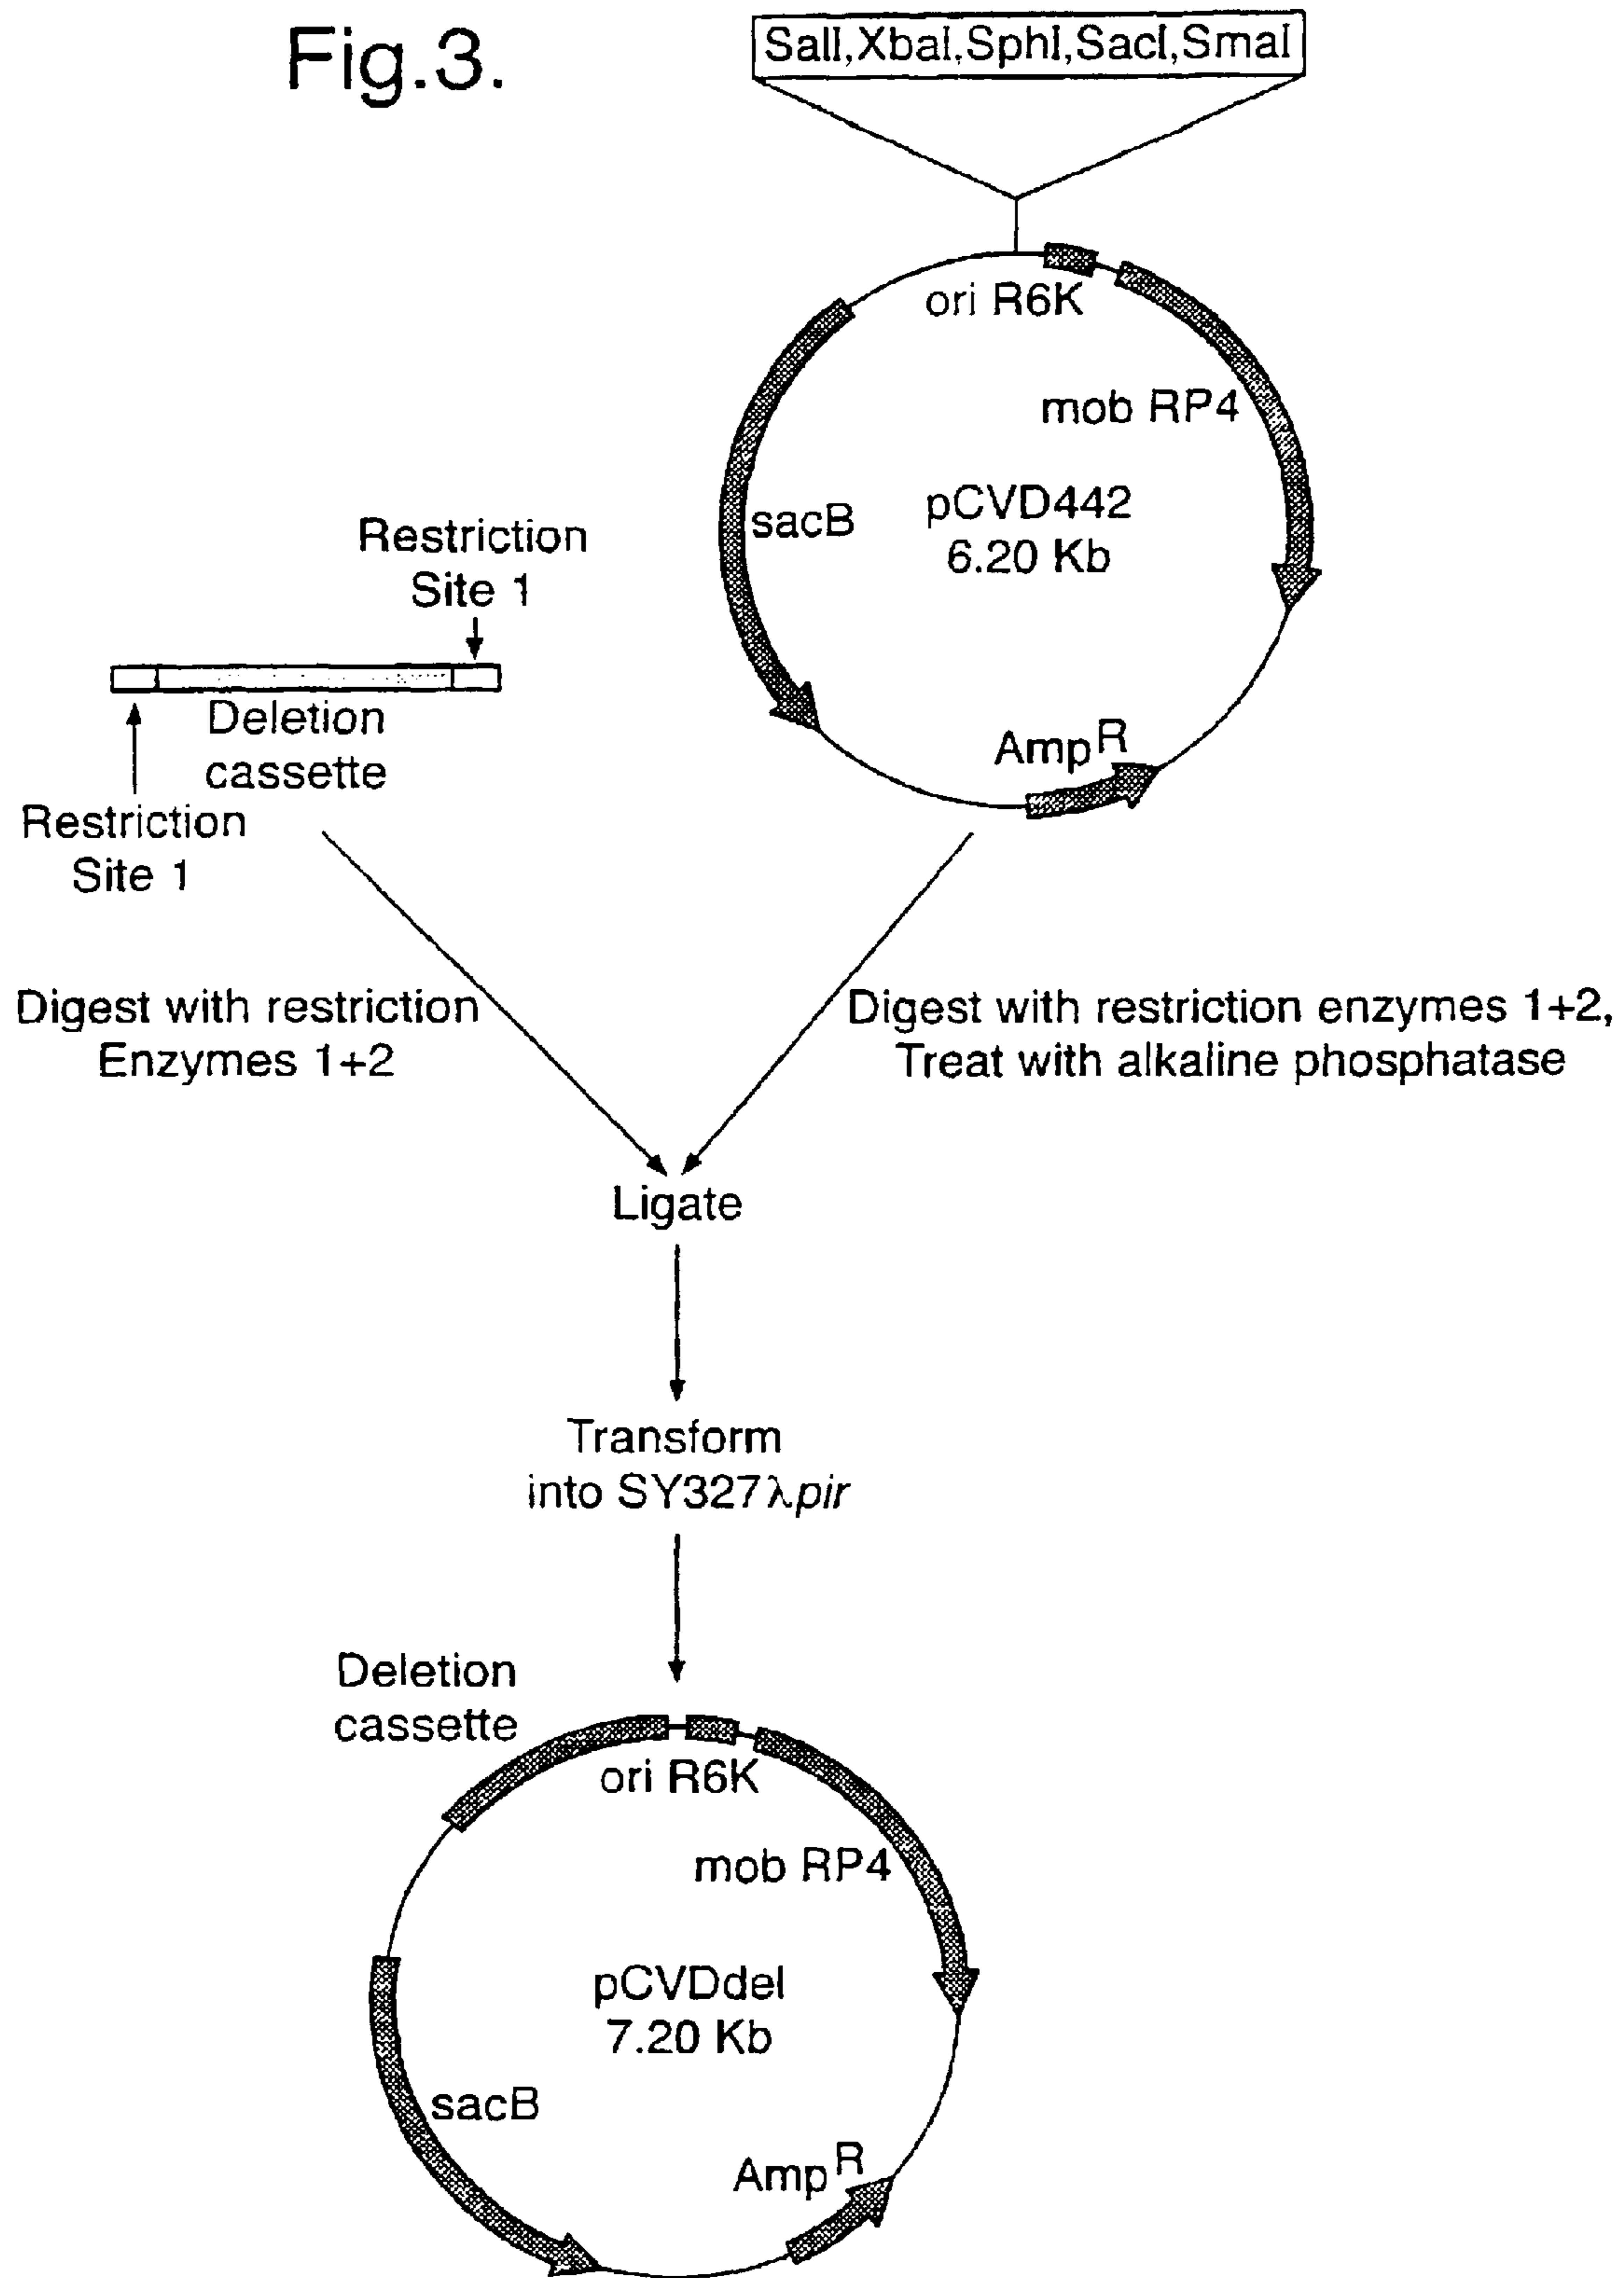 Fig.3.
SalI,XbaI,SphI,SacI,SmaI
ori R6K
mob RP4
pCVD442
6.20 Kb
sacB
Amp R
Restriction
Site 1
Deletion
cassette
Restriction
Site 1
Digest with restriction
Enzymes 1+2
Digest with restriction enzymes 1+2,
Treat with alkaline phosphatase
Ligate
Transform
into SY327λpir
Deletion
cassette
ori R6K
mob RP4
pCVDdel
7.20 Kb
sacB
Amp R